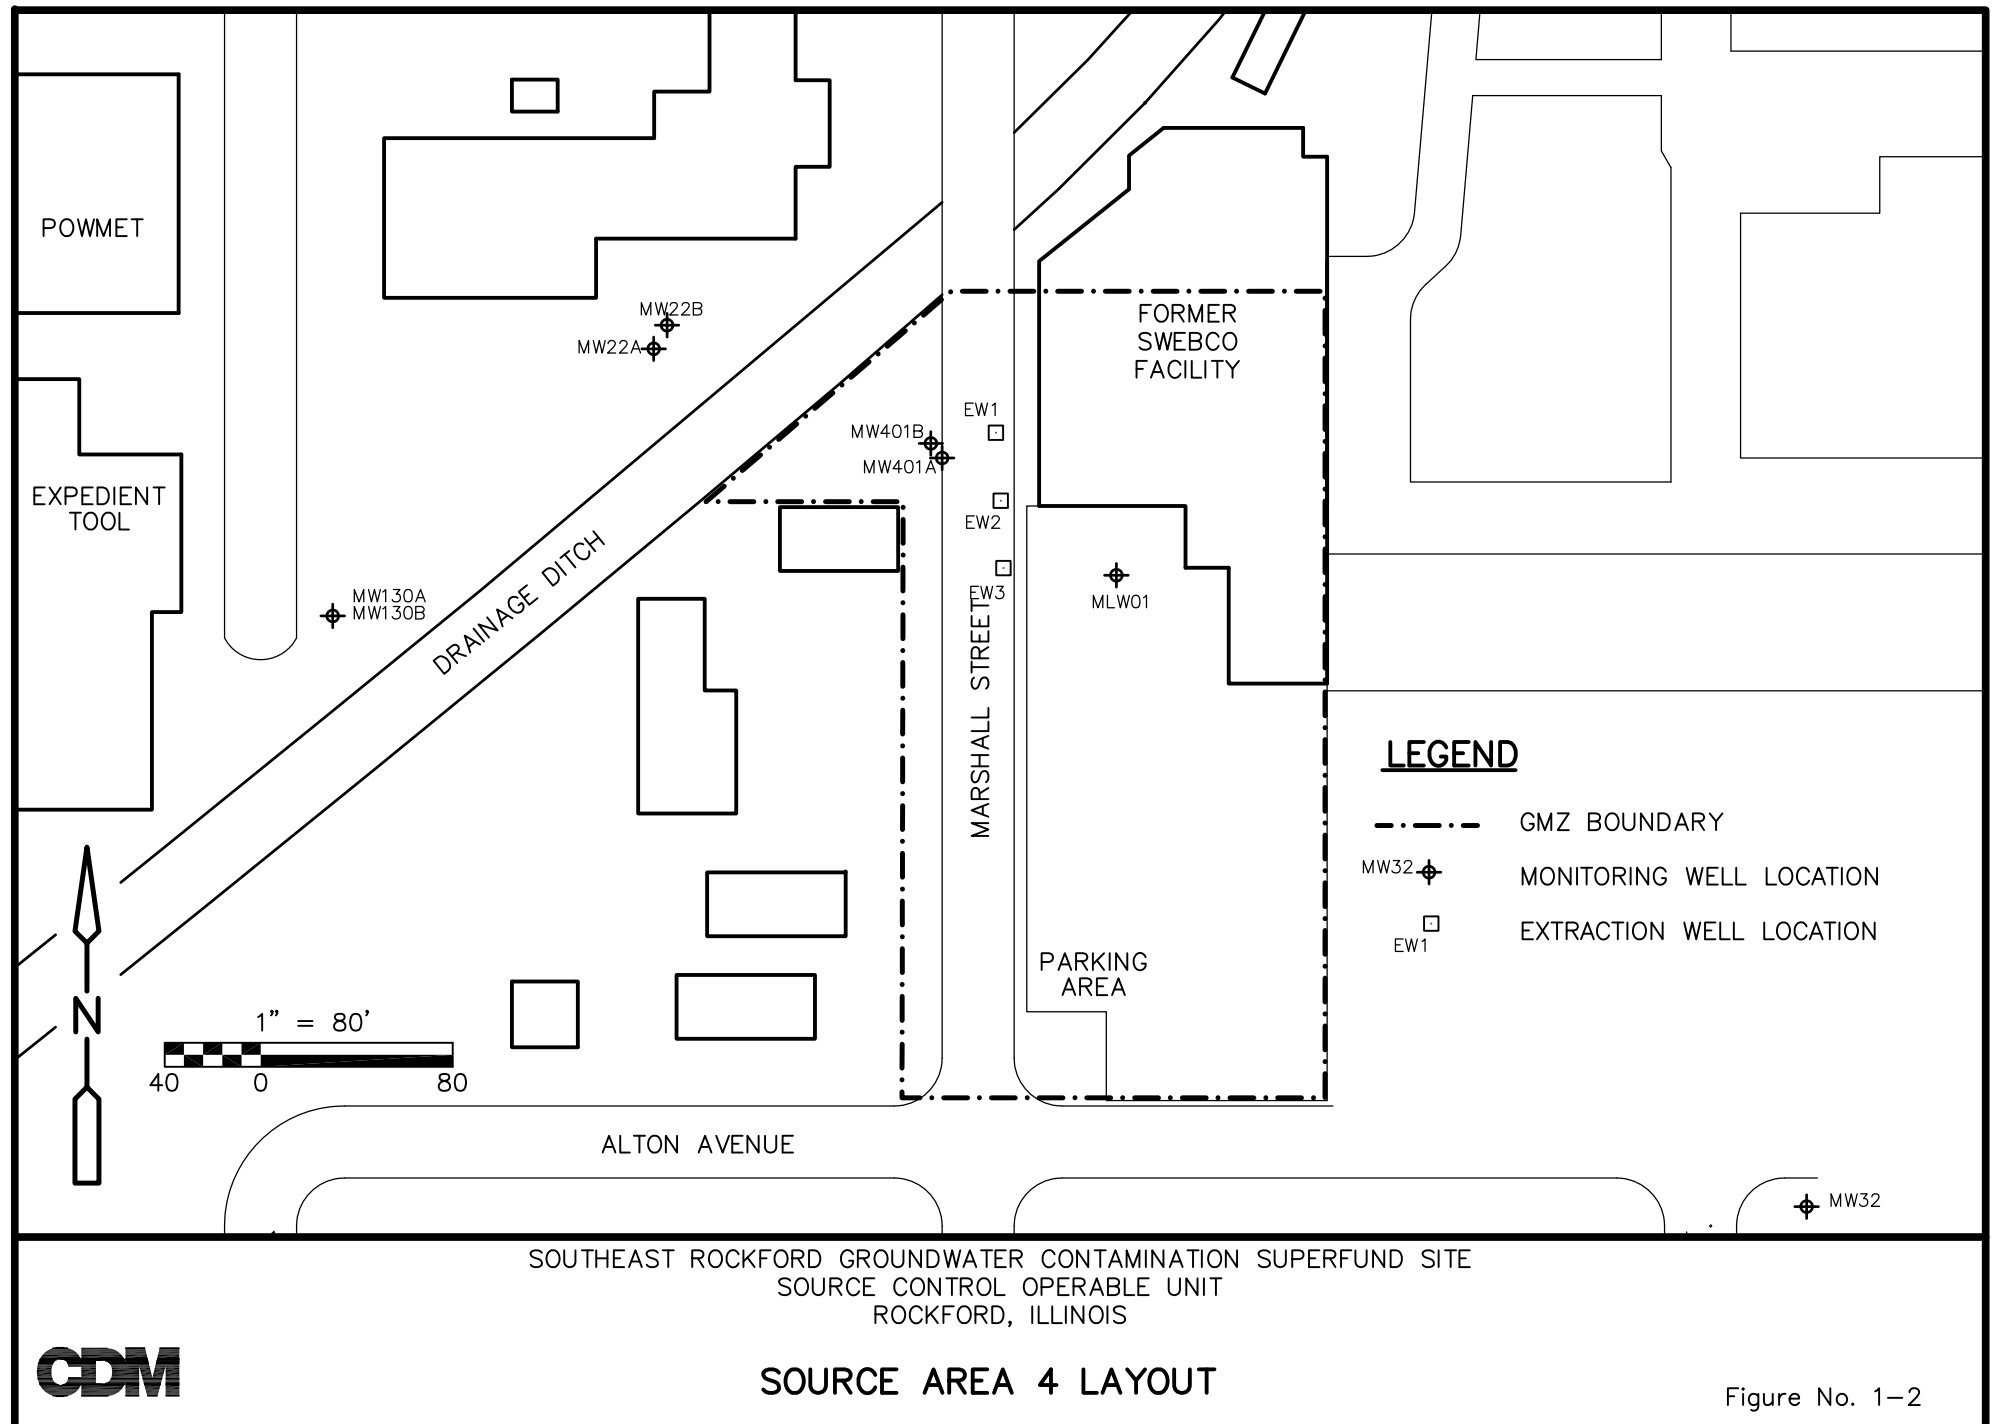 POWMET
MW22B
MW22A
FORMER
SWEBCO
FACILITY
EW1
MW401B
MW401A
EXPEDIENT
TOOL
EW2
DRAINAGE DITCH
EW3
MW130A
MW130B
MLW01
MARSHALL STREET
LEGEND
GMZ BOUNDARY
MW32
MONITORING WELL LOCATION
EW1
EXTRACTION WELL LOCATION
PARKING
AREA
N
1” = 80’
40 0 80
ALTON AVENUE
MW32
SOUTHEAST ROCKFORD GROUNDWATER CONTAMINATION SUPERFUND SITE
SOURCE CONTROL OPERABLE UNIT
ROCKFORD, ILLINOIS
CDM
SOURCE AREA 4 LAYOUT
Figure No. 1-2